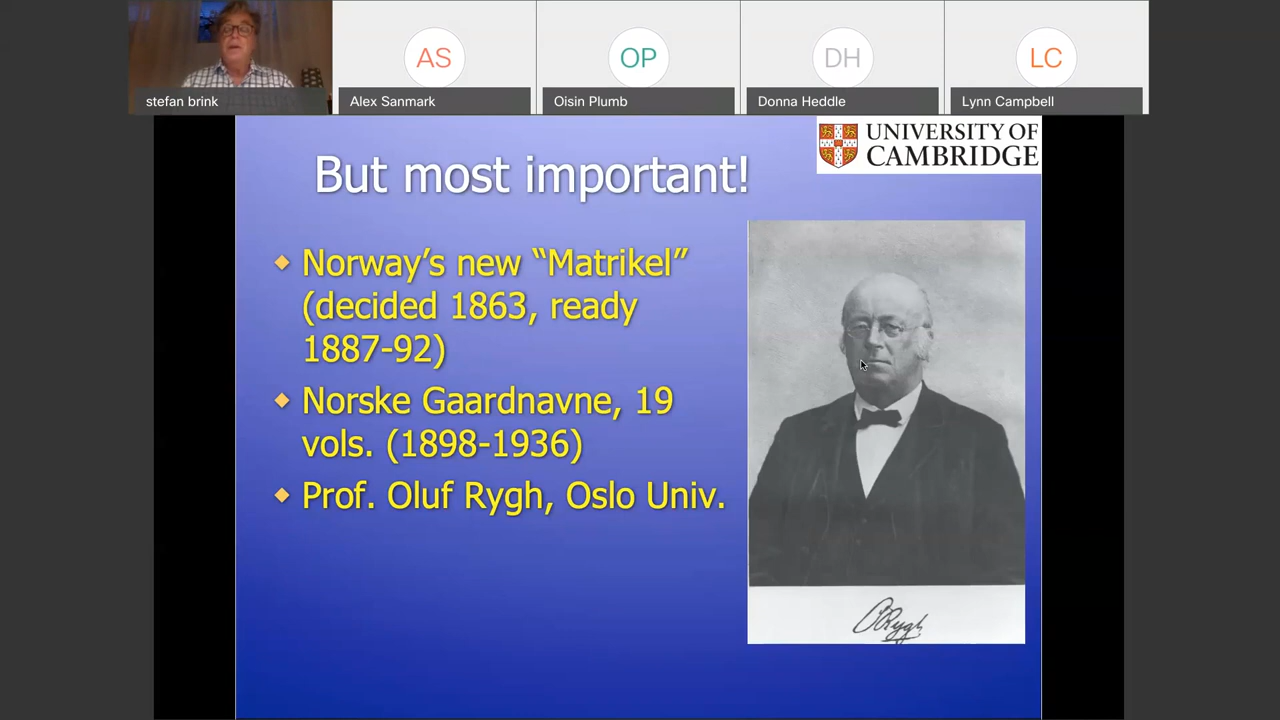 AS
OP
DH
LC
stefan brink
Alex Sanmark
Oisin Plumb
Donna Heddle
Lynn Campbell
UNIVERSITY OF
CAMBRIDGE
But most important!
Norway's new “Matrikel”
(decided 1863, ready
1887-92)
Norske Gaardnavne, 19
vols. (1898-1936)
Prof. Oluf Rygh, Oslo Univ.
O Rygh